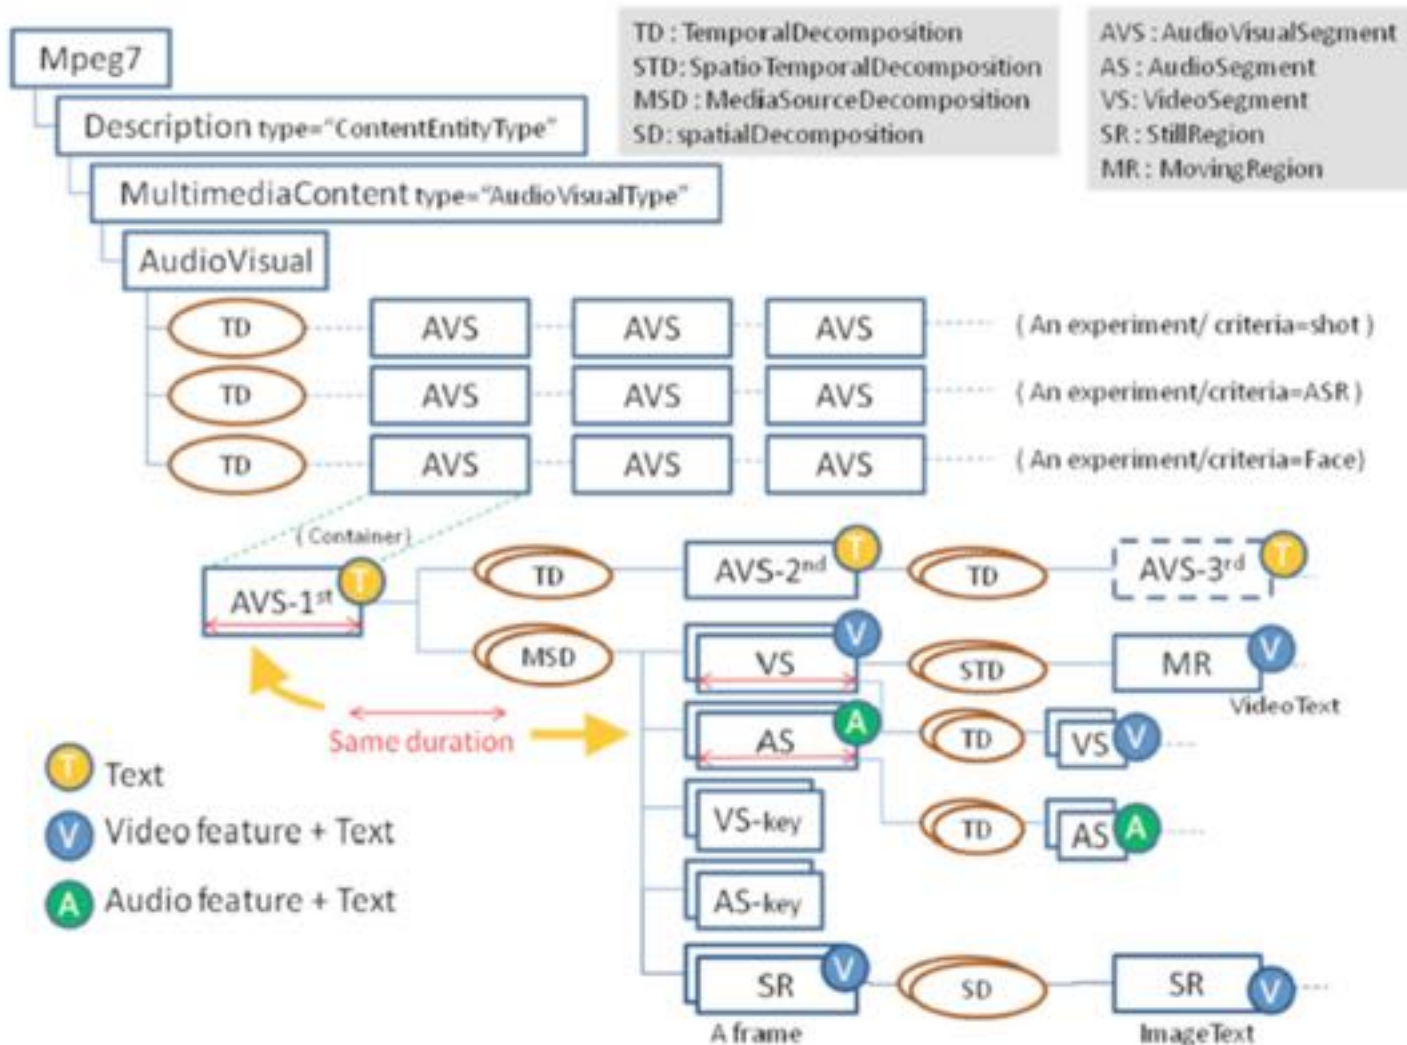 Mpeg7
Description type="ContentEntityType"
MultimediaContent type="AudioVisualType"
AudioVisual
TD : TemporalDecomposition
STD: SpatioTemporalDecomposition
MSD : MediaSourceDecomposition
SD: spatialDecomposition
AVS : AudioVisualSegment
AS : AudioSegment
VS: VideoSegment
SR : StillRegion
MR : MovingRegion
TD AVS AVS AVS ( An experiment/ criteria=shot )
TD AVS AVS AVS ( An experiment/criteria=ASR )
TD AVS AVS AVS ( An experiment/criteria=Face)
( Container)
AVS-1st T TD AVS-2nd T TD AVS-3rd T
MSD VS V STD MR V
VideoText
Same duration
AS A TD VS V
T Text
VS-key TD AS A
V Video feature + Text
A Audio feature + Text
AS-key
SR V SD SR V
A frame
ImageText